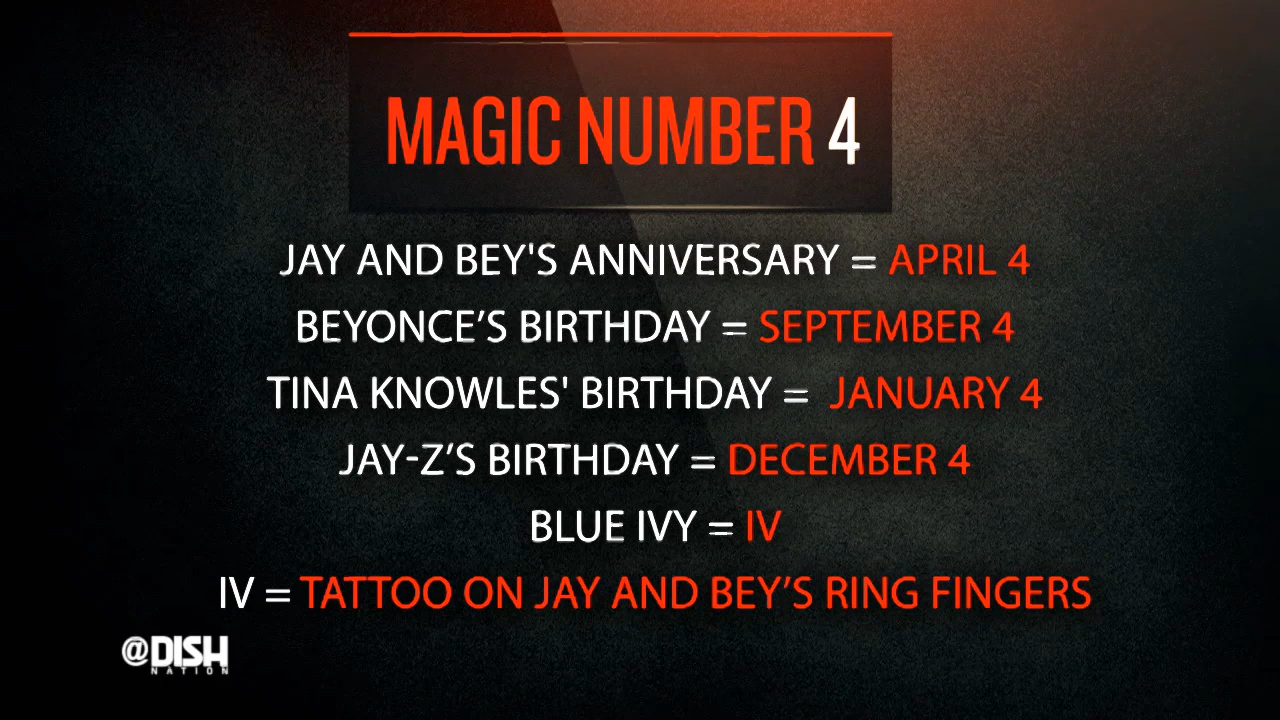 MAGIC NUMBER 4
JAY AND BEY'S ANNIVERSARY = APRIL 4
BEYONCE’S BIRTHDAY = SEPTEMBER 4
TINA KNOWLES' BIRTHDAY = JANUARY 4
JAY-Z’S BIRTHDAY = DECEMBER 4
BLUE IVY = IV
IV = TATTOO ON JAY AND BEY’S RING FINGERS
@DISH
NATION